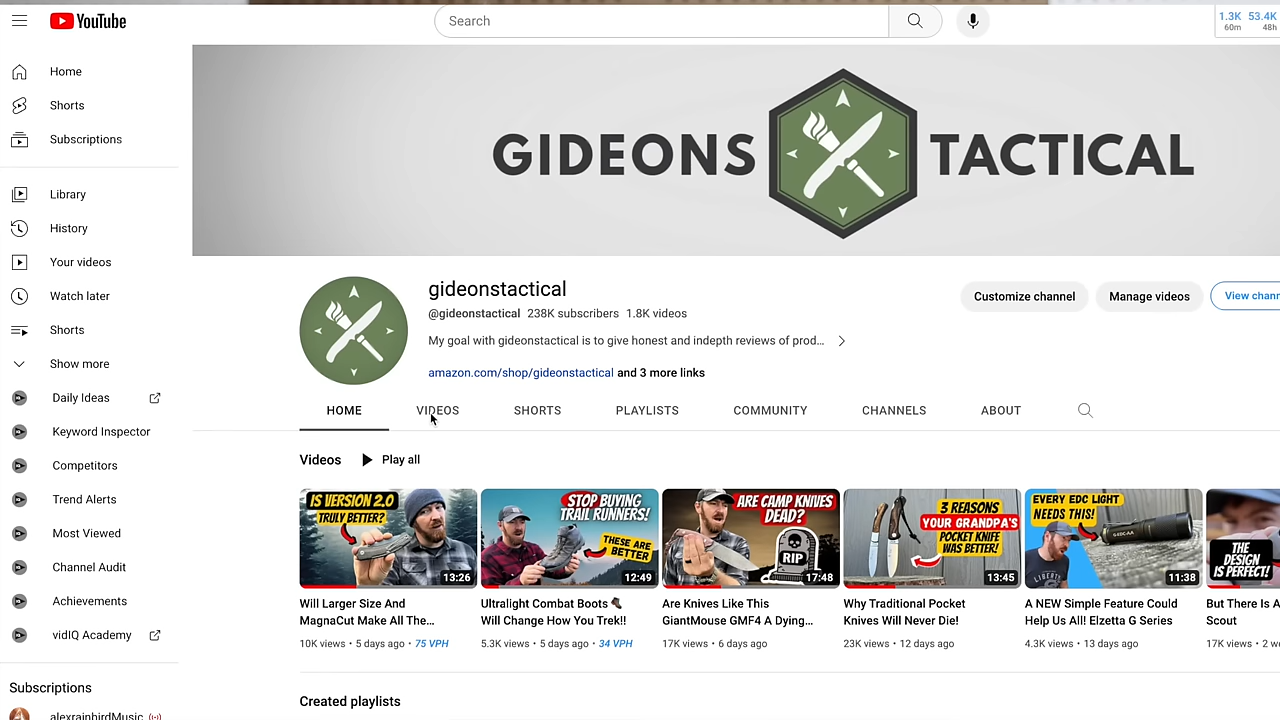 YouTube
Search
1.3K 53.4K
60m 48h
Home
Shorts
Subscriptions
Library
History
Your videos
Watch later
Shorts
Show more
Daily Ideas
Keyword Inspector
Competitors
Trend Alerts
Most Viewed
Channel Audit
Achievements
vidIQ Academy
Subscriptions
alexrainbirdMusic
GIDEONS TACTICAL
gideonstactical
@gideonstactical 238K subscribers 1.8K videos
My goal with gideonstactical is to give honest and indepth reviews of prod...
amazon.com/shop/gideonstactical and 3 more links
Customize channel
Manage videos
View chann
HOME
VIDEOS
SHORTS
PLAYLISTS
COMMUNITY
CHANNELS
ABOUT
Videos
Play all
IS VERSION 2.0
TRULY BETTER?
13:26
Will Larger Size And
MagnaCut Make All The...
10K views • 5 days ago • 75 VPH
STOP BUYING
TRAIL RUNNERS!
THESE ARE
BETTER
12:49
Ultralight Combat Boots 🥾
Will Change How You Trek!!
5.3K views • 5 days ago • 34 VPH
ARE CAMP KNIVES
DEAD?
RIP
17:48
Are Knives Like This
GiantMouse GMF4 A Dying...
17K views • 6 days ago
3 REASONS
YOUR GRANDPA'S
POCKET KNIFE
WAS BETTER!
13:45
Why Traditional Pocket
Knives Will Never Die!
23K views • 12 days ago
EVERY EDC LIGHT
NEEDS THIS!
LIBERTY
11:38
A NEW Simple Feature Could
Help Us All! Elzetta G Series
4.3K views • 13 days ago
THE
DESIGN
IS PERFECT!
But There Is A
Scout
17K views • 2 we
Created playlists